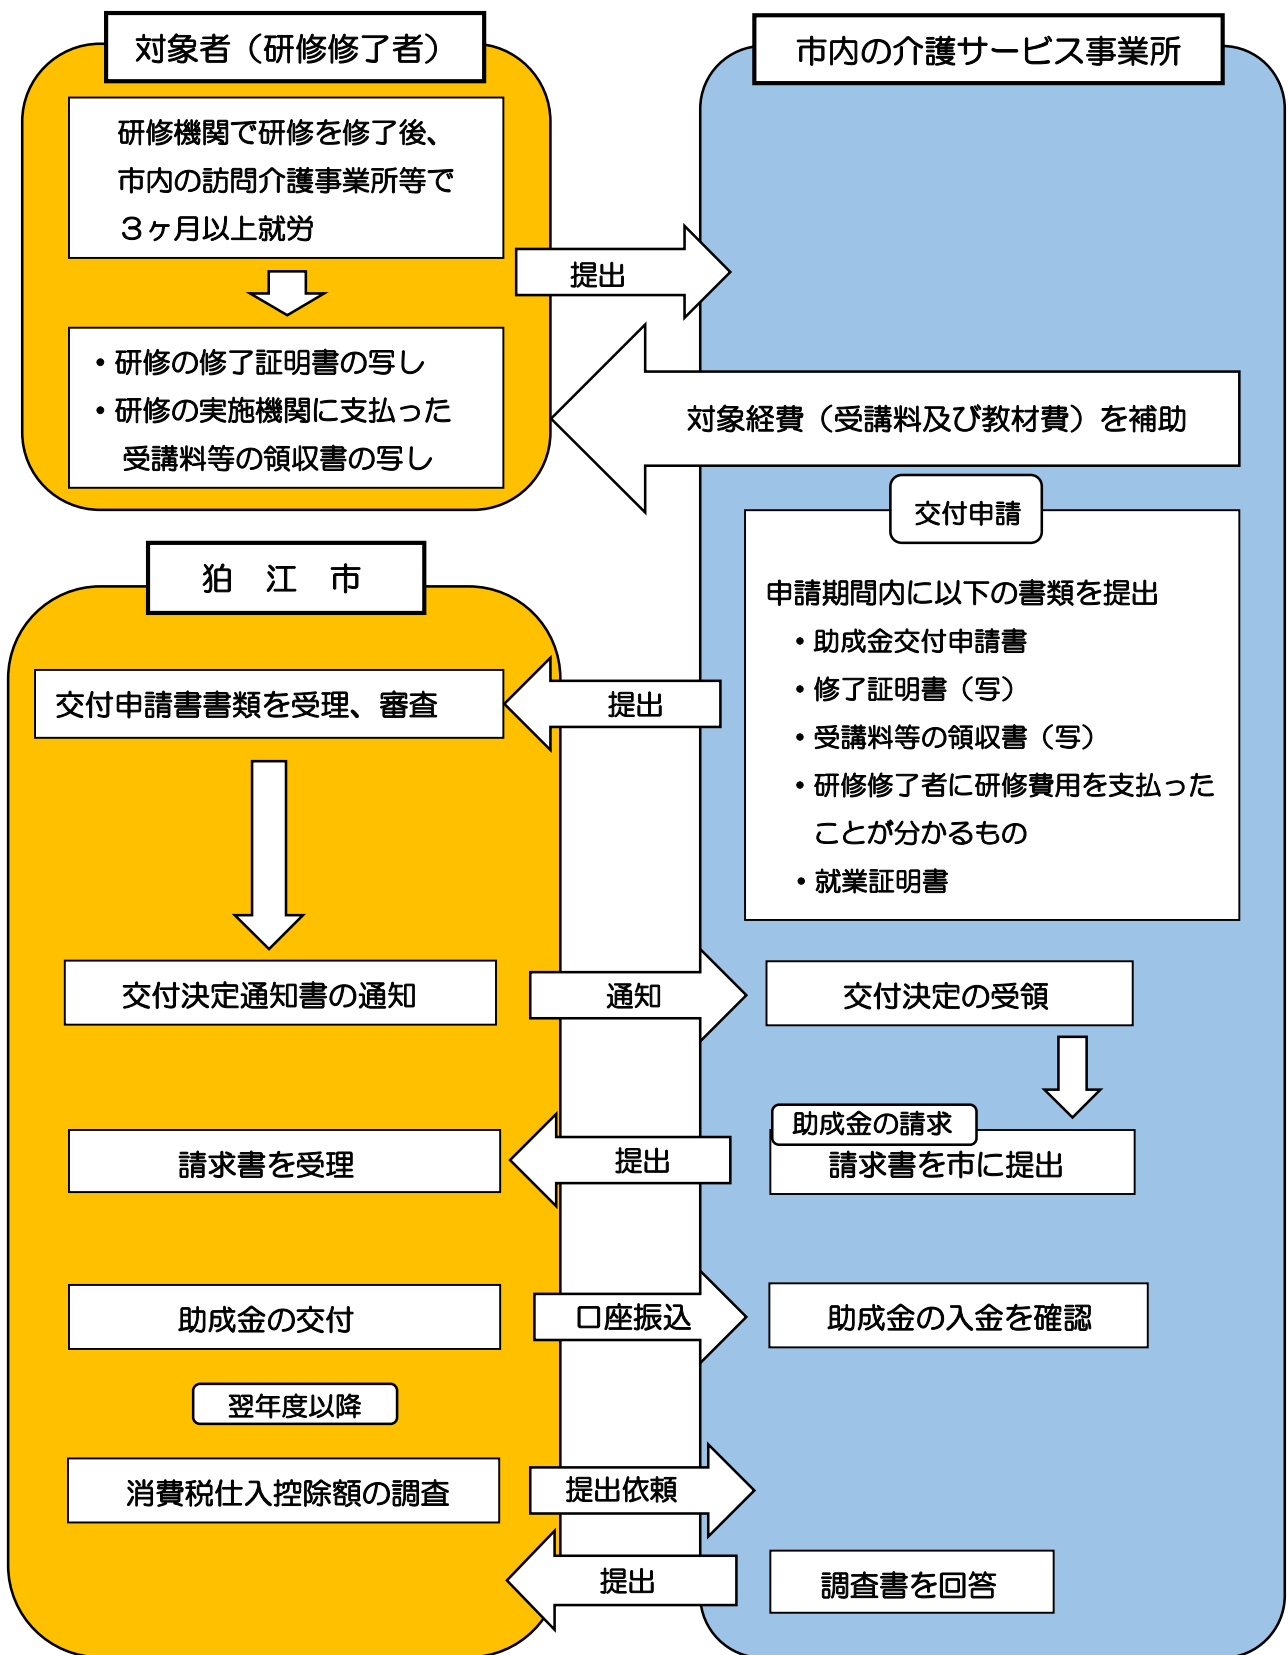 対象者（研修修了者）
市内の介護サービス事業所
研修機関で研修を修了後、
市内の訪問介護事業所等で
３ヶ月以上就労
提出
・研修の修了証明書の写し
・研修の実施機関に支払った
受講料等の領収書の写し
対象経費（受講料及び教材費）を補助
交付申請
申請期間内に以下の書類を提出
・助成金交付申請書
・修了証明書（写）
・受講料等の領収書（写）
・研修修了者に研修費用を支払った
ことが分かるもの
・就業証明書
狛　江　市
交付申請書書類を受理、審査
提出
交付決定通知書の通知
通知
交付決定の受領
助成金の請求
請求書を受理
提出
請求書を市に提出
助成金の交付
口座振込
助成金の入金を確認
翌年度以降
消費税仕入控除額の調査
提出依頼
提出
調査書を回答